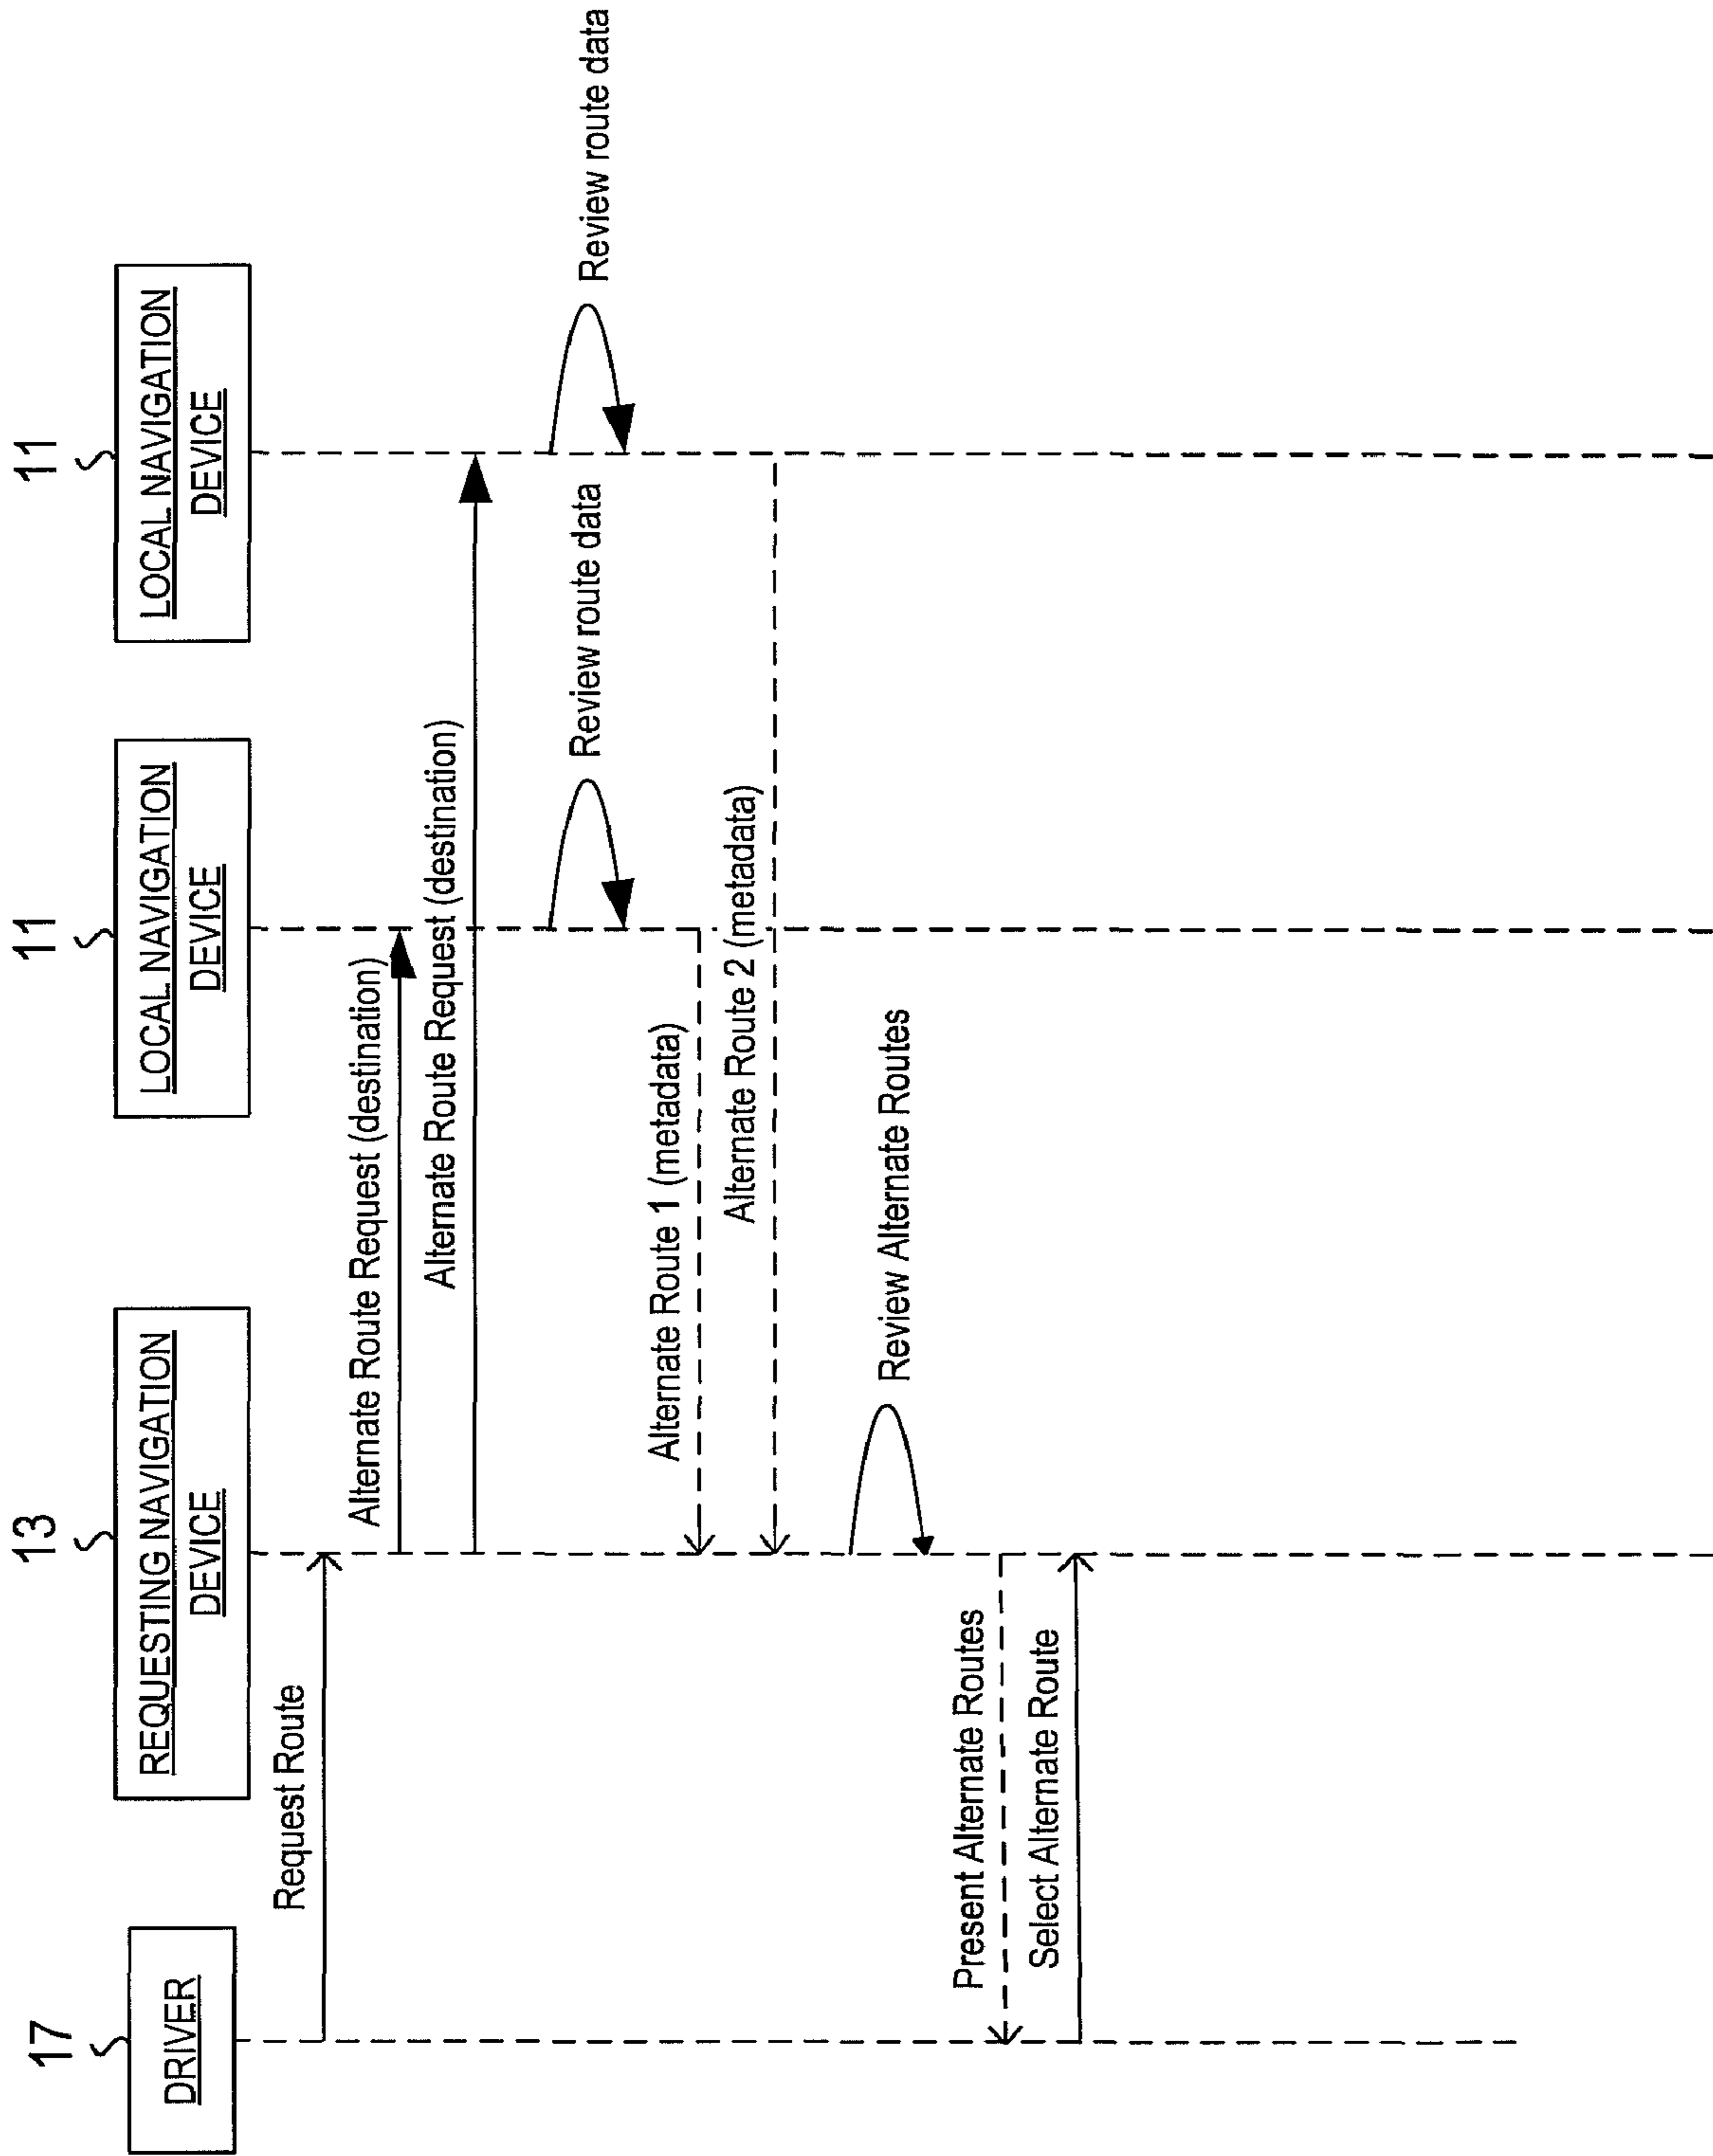 17
DRIVER
13
REQUESTING NAVIGATION
DEVICE
11
LOCAL NAVIGATION
DEVICE
11
LOCAL NAVIGATION
DEVICE
Request Route
Alternate Route Request (destination)
Alternate Route Request (destination)
Review route data
Review route data
Alternate Route 1 (metadata)
Alternate Route 2 (metadata)
Review Alternate Routes
Present Alternate Routes
Select Alternate Route